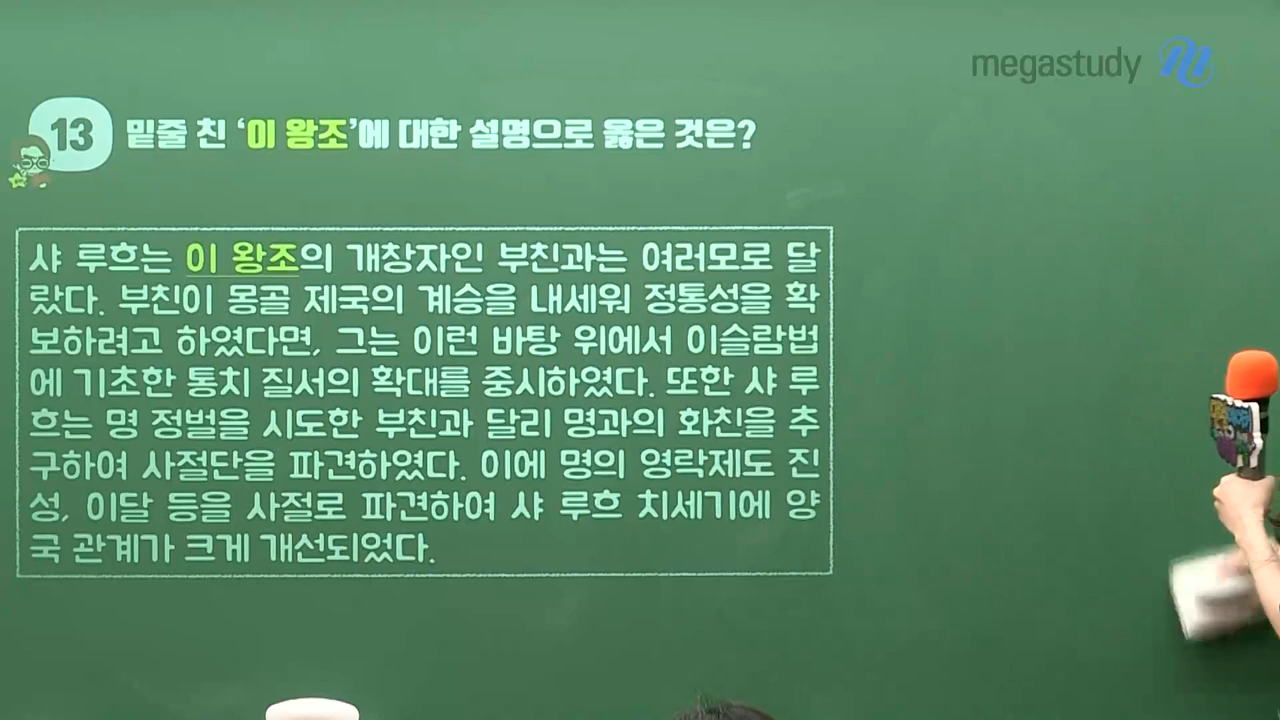 megastudy
13 밑줄 친 ‘이 왕조’에 대한 설명으로 옳은 것은?
샤 루흐는 이 왕조의 개창자인 부친과는 여러모로 달
랐다. 부친이 몽골 제국의 계승을 내세워 정통성을 확
보하려고 하였다면, 그는 이런 바탕 위에서 이슬람법
에 기초한 통치 질서의 확대를 중시하였다. 또한 샤 루
흐는 명 정벌을 시도한 부친과 달리 명과의 화친을 추
구하여 사절단을 파견하였다. 이에 명의 영락제도 진
성, 이달 등을 사절로 파견하여 샤 루흐 치세기에 양
국 관계가 크게 개선되었다.